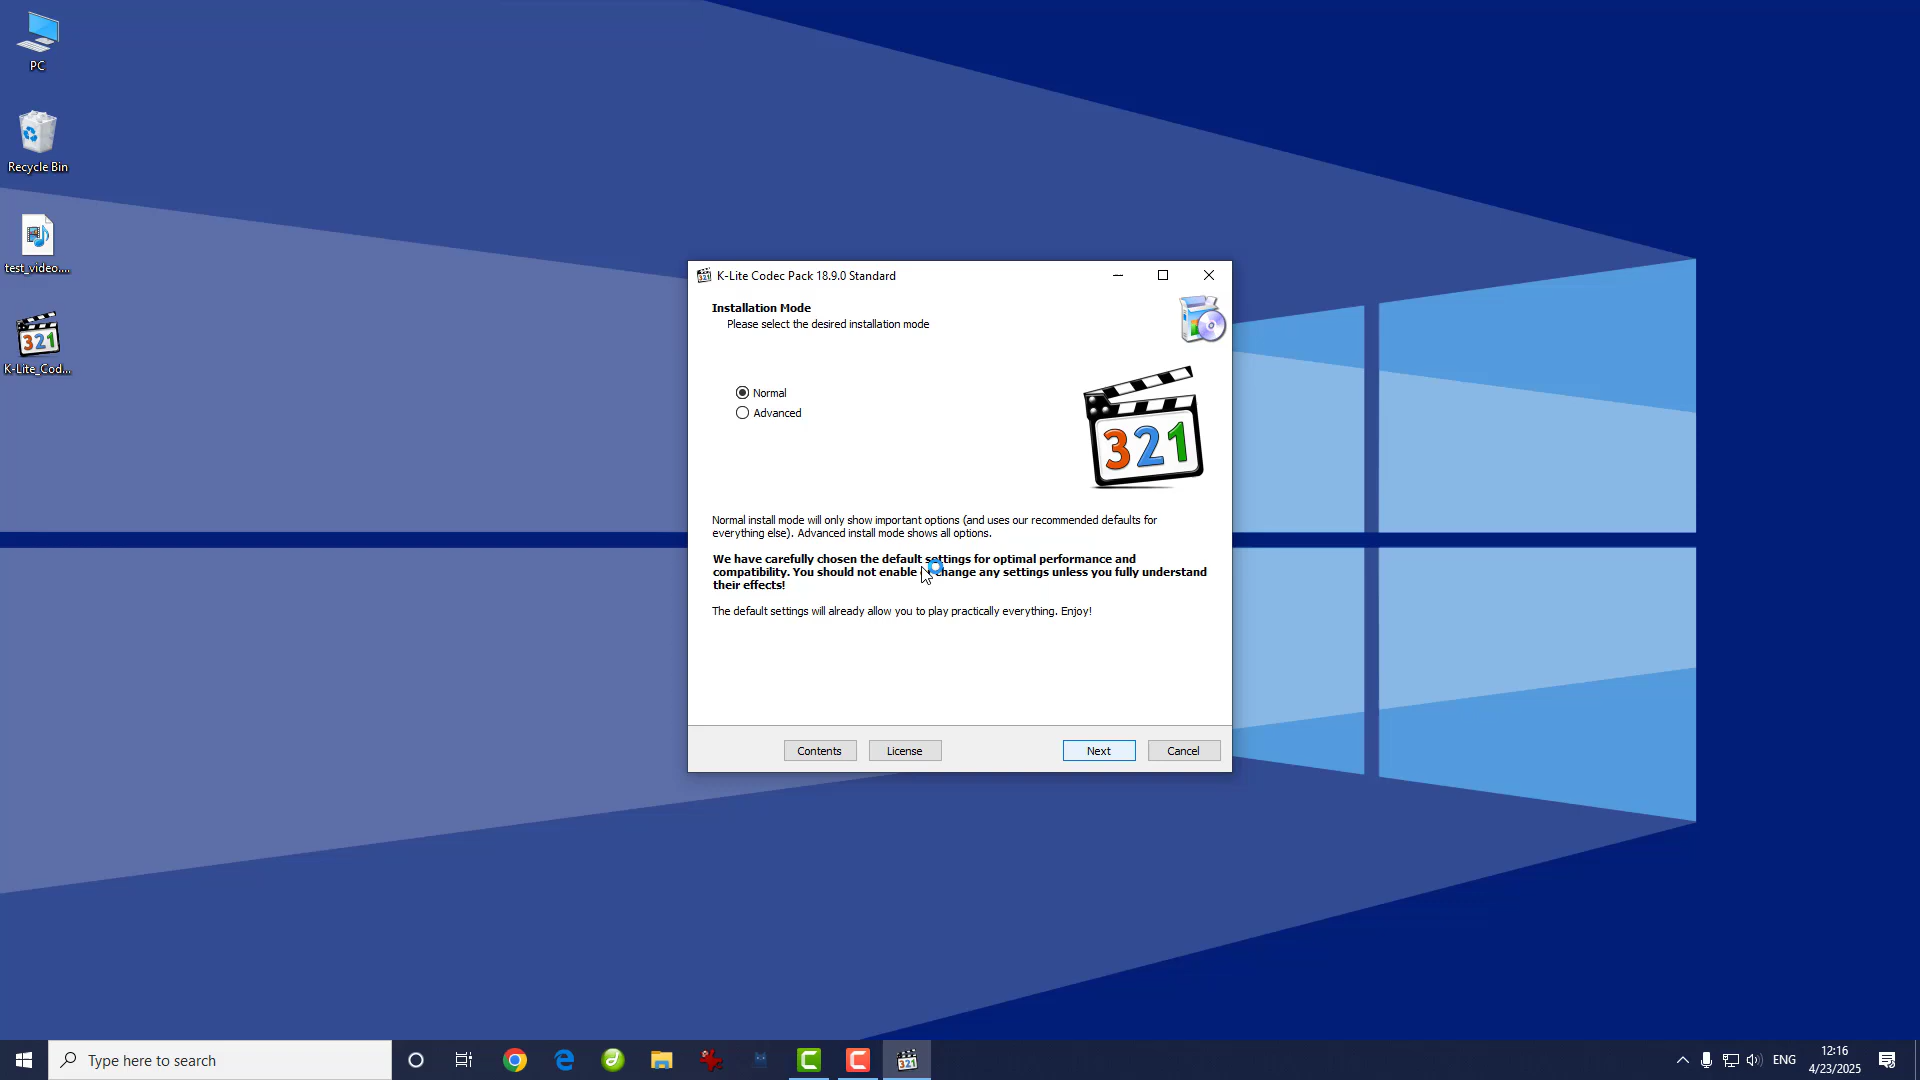 PC
Recycle Bin
test_video....
K-Lite_Cod...
K-Lite Codec Pack 18.9.0 Standard
Installation Mode
Please select the desired installation mode
Normal
Advanced
321
Normal install mode will only show important options (and uses our recommended defaults for
everything else). Advanced install mode shows all options.
We have carefully chosen the default settings for optimal performance and
compatibility. You should not enable change any settings unless you fully understand
their effects!
The default settings will already allow you to play practically everything. Enjoy!
Contents
License
Next
Cancel
Type here to search
ENG
12:16
4/23/2025